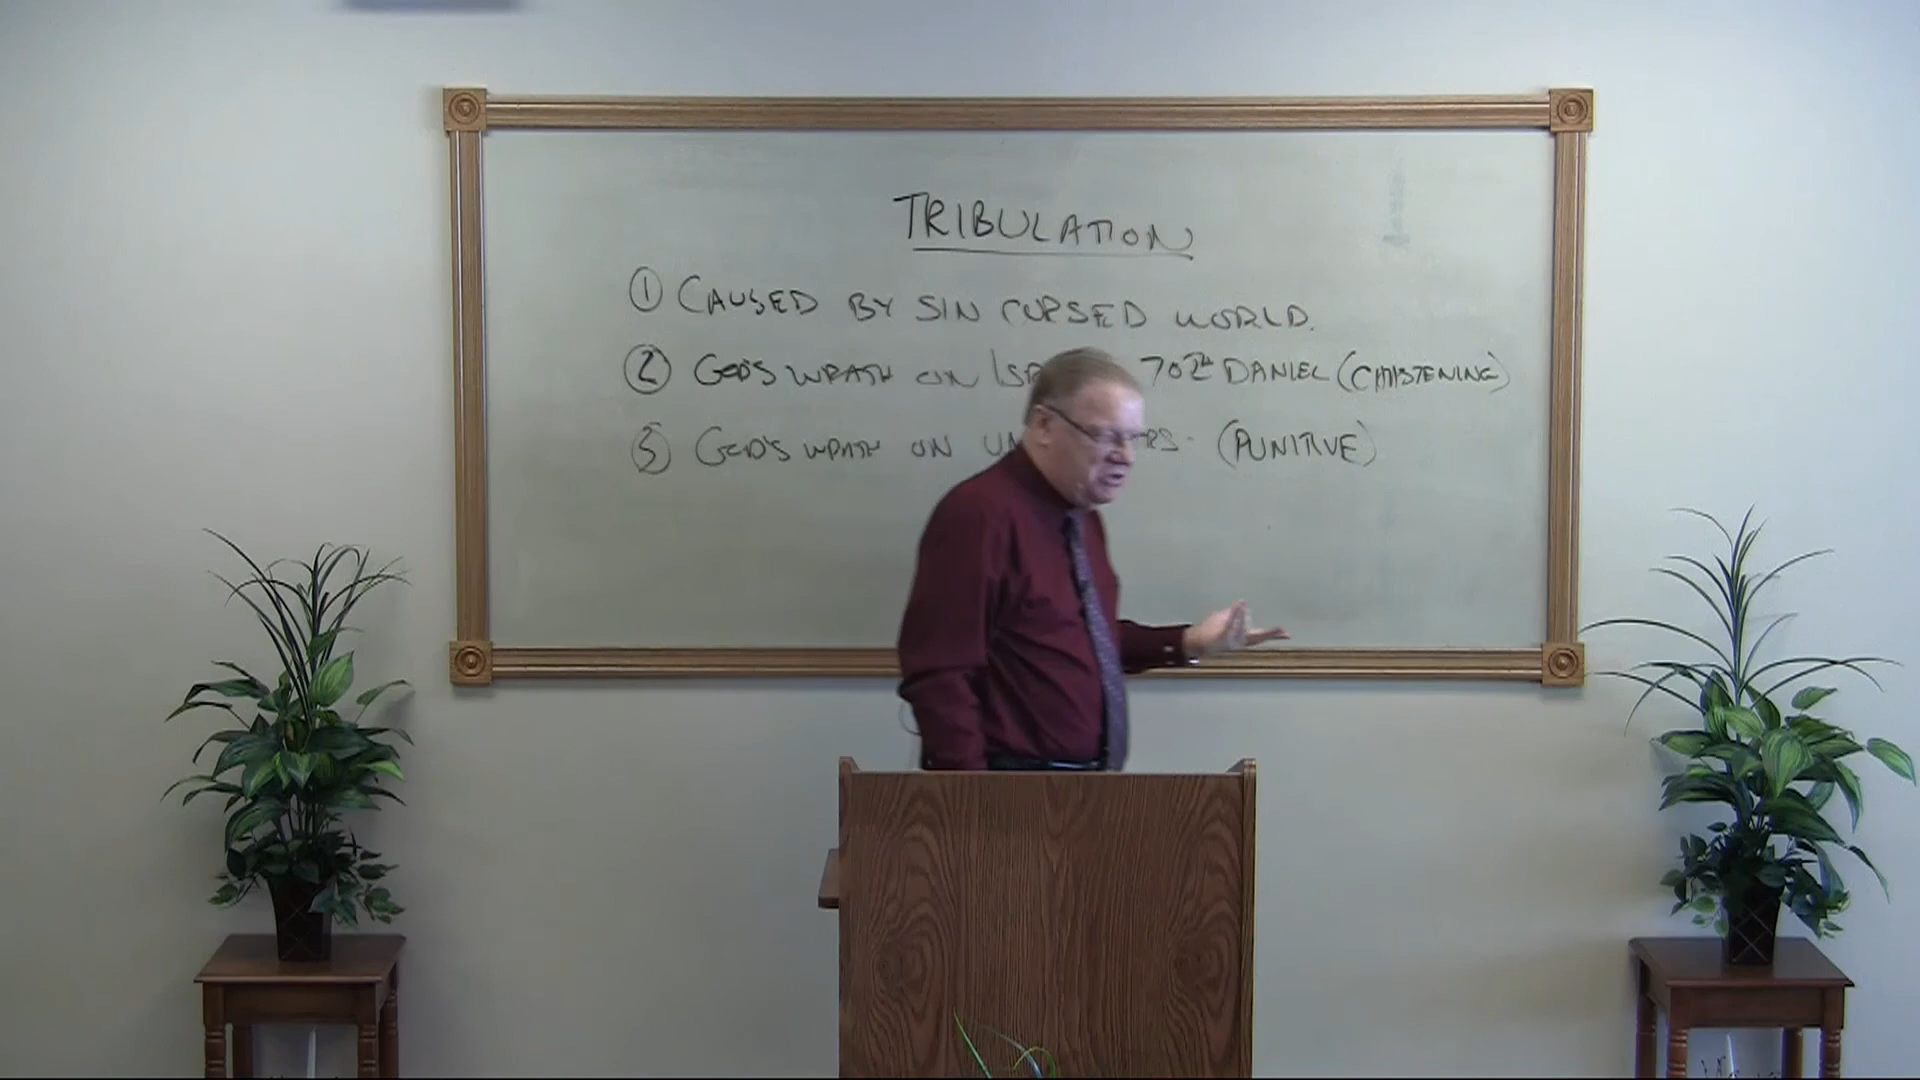 TRIBULATION
① CAUSED BY SIN CURSED WORLD.
② GOD'S WRATH ON 70TH DANIEL (CHASTENING)
③ GOD'S WRATH ON (PUNITIVE)